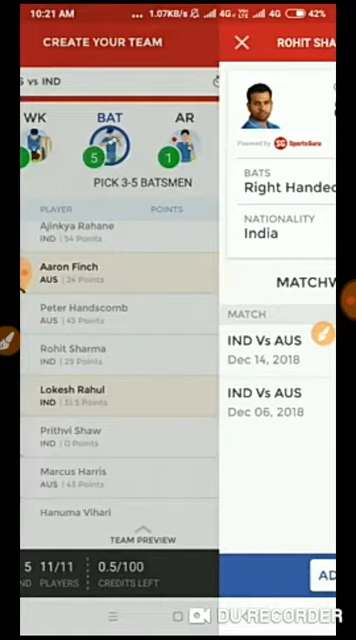 10:21 AM
... 1.07KB/s 4G 4G 42%
CREATE YOUR TEAM
ROHIT SHA
S vs IND
WK
BAT
AR
5
1
PICK 3-5 BATSMEN
Powered by SG SportsGuru
BATS
Right Handed
NATIONALITY
India
PLAYER POINTS
Ajinkya Rahane
IND | 54 Points
Aaron Finch
AUS | 24 Points
Peter Handscomb
AUS | 45 Points
Rohit Sharma
IND | 29 Points
Lokesh Rahul
IND | 31.5 Points
Prithvi Shaw
IND | 0 Points
Marcus Harris
AUS | 43 Points
Hanuma Vihari
MATCHW
MATCH
IND Vs AUS
Dec 14, 2018
IND Vs AUS
Dec 06, 2018
TEAM PREVIEW
5 11/11 0.5/100
ND PLAYERS CREDITS LEFT
AD
DU RECORDER